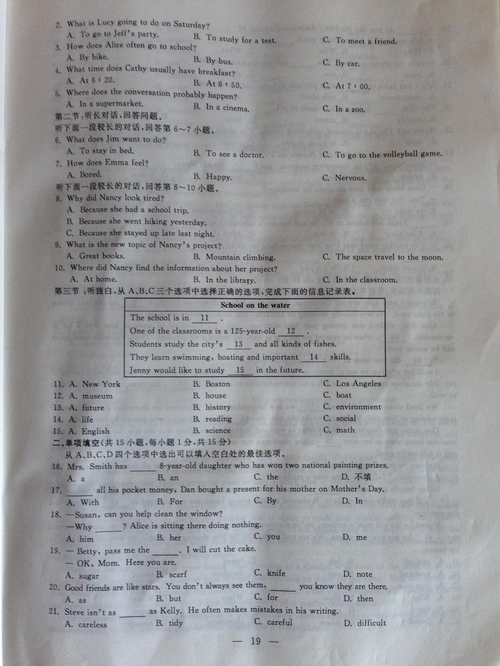 2. What is Lucy going to do on Saturday?
A. To go to Jeff's party. B. To study for a test. C. To meet a friend.
3. How does Alice often go to school?
A. By bike. B. By bus. C. By car.
4. What time does Cathy usually have breakfast?
A. At 6:20. B. At 6:50. C. At 7:00.
5. Where does the conversation probably happen?
A. In a supermarket. B. In a cinema. C. In a zoo.
第二节:听长对话,回答问题。
听下面一段较长的对话,回答第 6~7 小题。
6. What does Jim want to do?
A. To stay in bed. B. To see a doctor. C. To go to the volleyball game.
7. How does Emma feel?
A. Bored. B. Happy. C. Nervous.
听下面一段较长的对话,回答第 8~10 小题。
8. Why did Nancy look tired?
A. Because she had a school trip.
B. Because she went hiking yesterday.
C. Because she stayed up late last night.
9. What is the new topic of Nancy's project?
A. Great books. B. Mountain climbing. C. The space travel to the moon.
10. Where did Nancy find the information about her project?
A. At home. B. In the library. C. In the classroom.
第三节:听独白,从 A,B,C 三个选项中选择正确的选项,完成下面的信息记录表。
School on the water
The school is in 11 .
One of the classrooms is a 125-year-old 12 .
Students study the city's 13 and all kinds of fishes.
They learn swimming, boating and important 14 skills.
Jenny would like to study 15 in the future.
11. A. New York B. Boston C. Los Angeles
12. A. museum B. house C. boat
13. A. future B. history C. environment
14. A. life B. reading C. social
15. A. English B. science C. math
二、单项填空(共 15 小题,每小题 1 分,共 15 分)
从 A,B,C,D 四个选项中选出可以填入空白处的最佳选项。
16. Mrs. Smith has ____ 8-year-old daughter who has won two national painting prizes.
A. a B. an C. the D. 不填
17. ____ all his pocket money, Dan bought a present for his mother on Mother's Day.
A. With B. For C. By D. In
18. —Susan, can you help clean the window?
—Why ____? Alice is sitting there doing nothing.
A. him B. her C. you D. me
19. — Betty, pass me the ____. I will cut the cake.
— OK, Mom. Here you are.
A. sugar B. scarf C. knife D. note
20. Good friends are like stars. You don't always see them, ____ you know they are there.
A. as B. but C. for D. then
21. Steve isn't as ____ as Kelly. He often makes mistakes in his writing.
A. careless B. tidy C. careful D. difficult
— 19 —